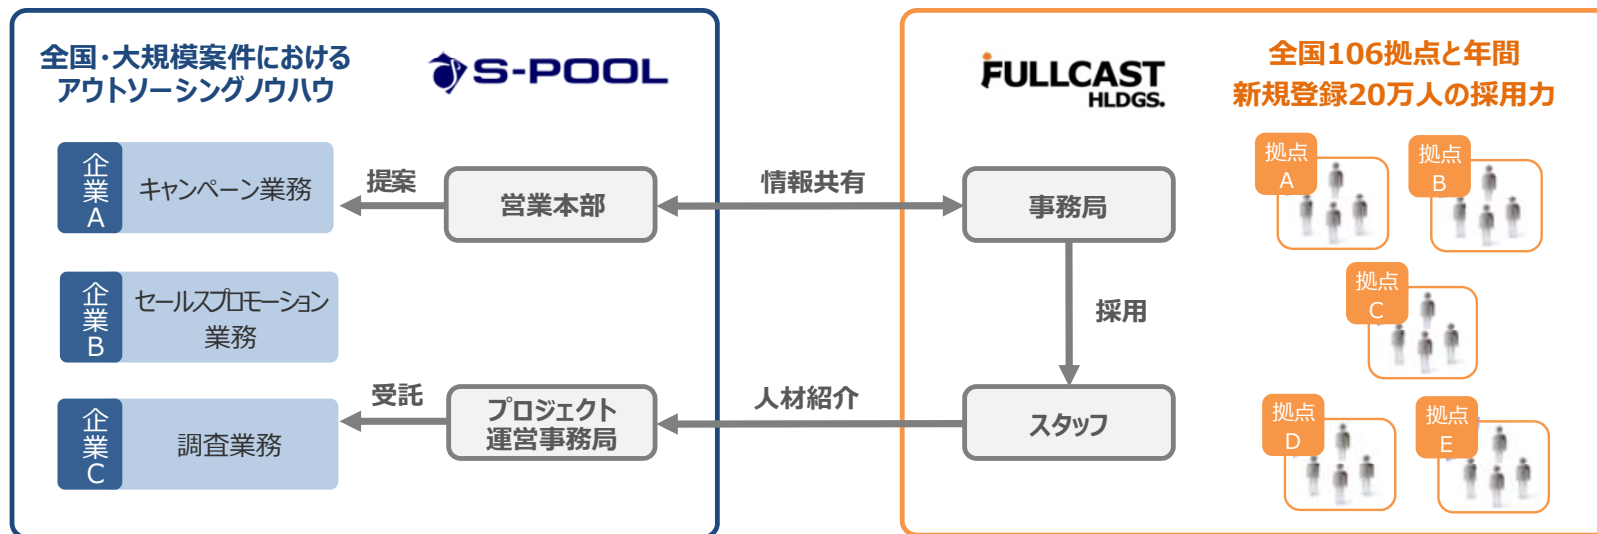 全国・大規模案件における
アウトソーシングノウハウ
S-POOL
企業A
キャンペーン業務
提案
営業本部
企業B
セールスプロモーション
業務
企業C
調査業務
受託
プロジェクト
運営事務局
情報共有
人材紹介
FULLCAST
HLDGS.
全国106拠点と年間
新規登録20万人の採用力
事務局
採用
スタッフ
拠点
A
拠点
B
拠点
C
拠点
D
拠点
E